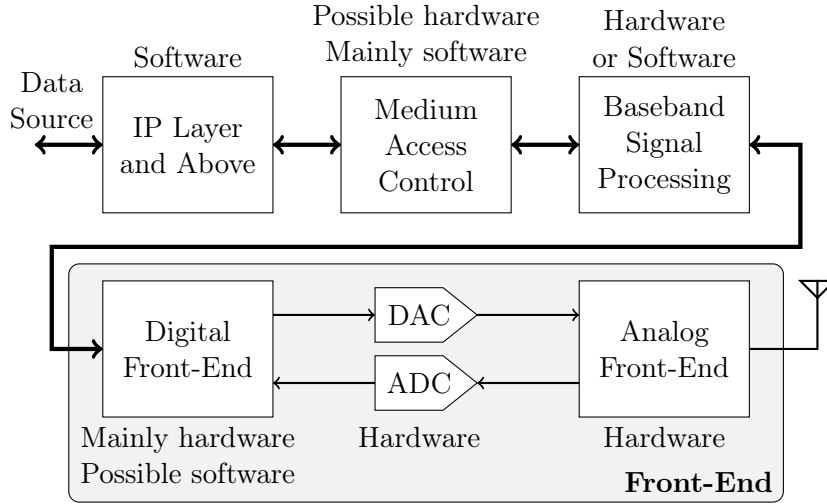 Possible hardware
Mainly software
Hardware
or Software
Software
Data
Source
IP Layer
and Above
Medium
Access
Control
Baseband
Signal
Processing
Digital
Front-End
DAC
ADC
Analog
Front-End
Mainly hardware
Possible software
Hardware
Hardware
Front-End